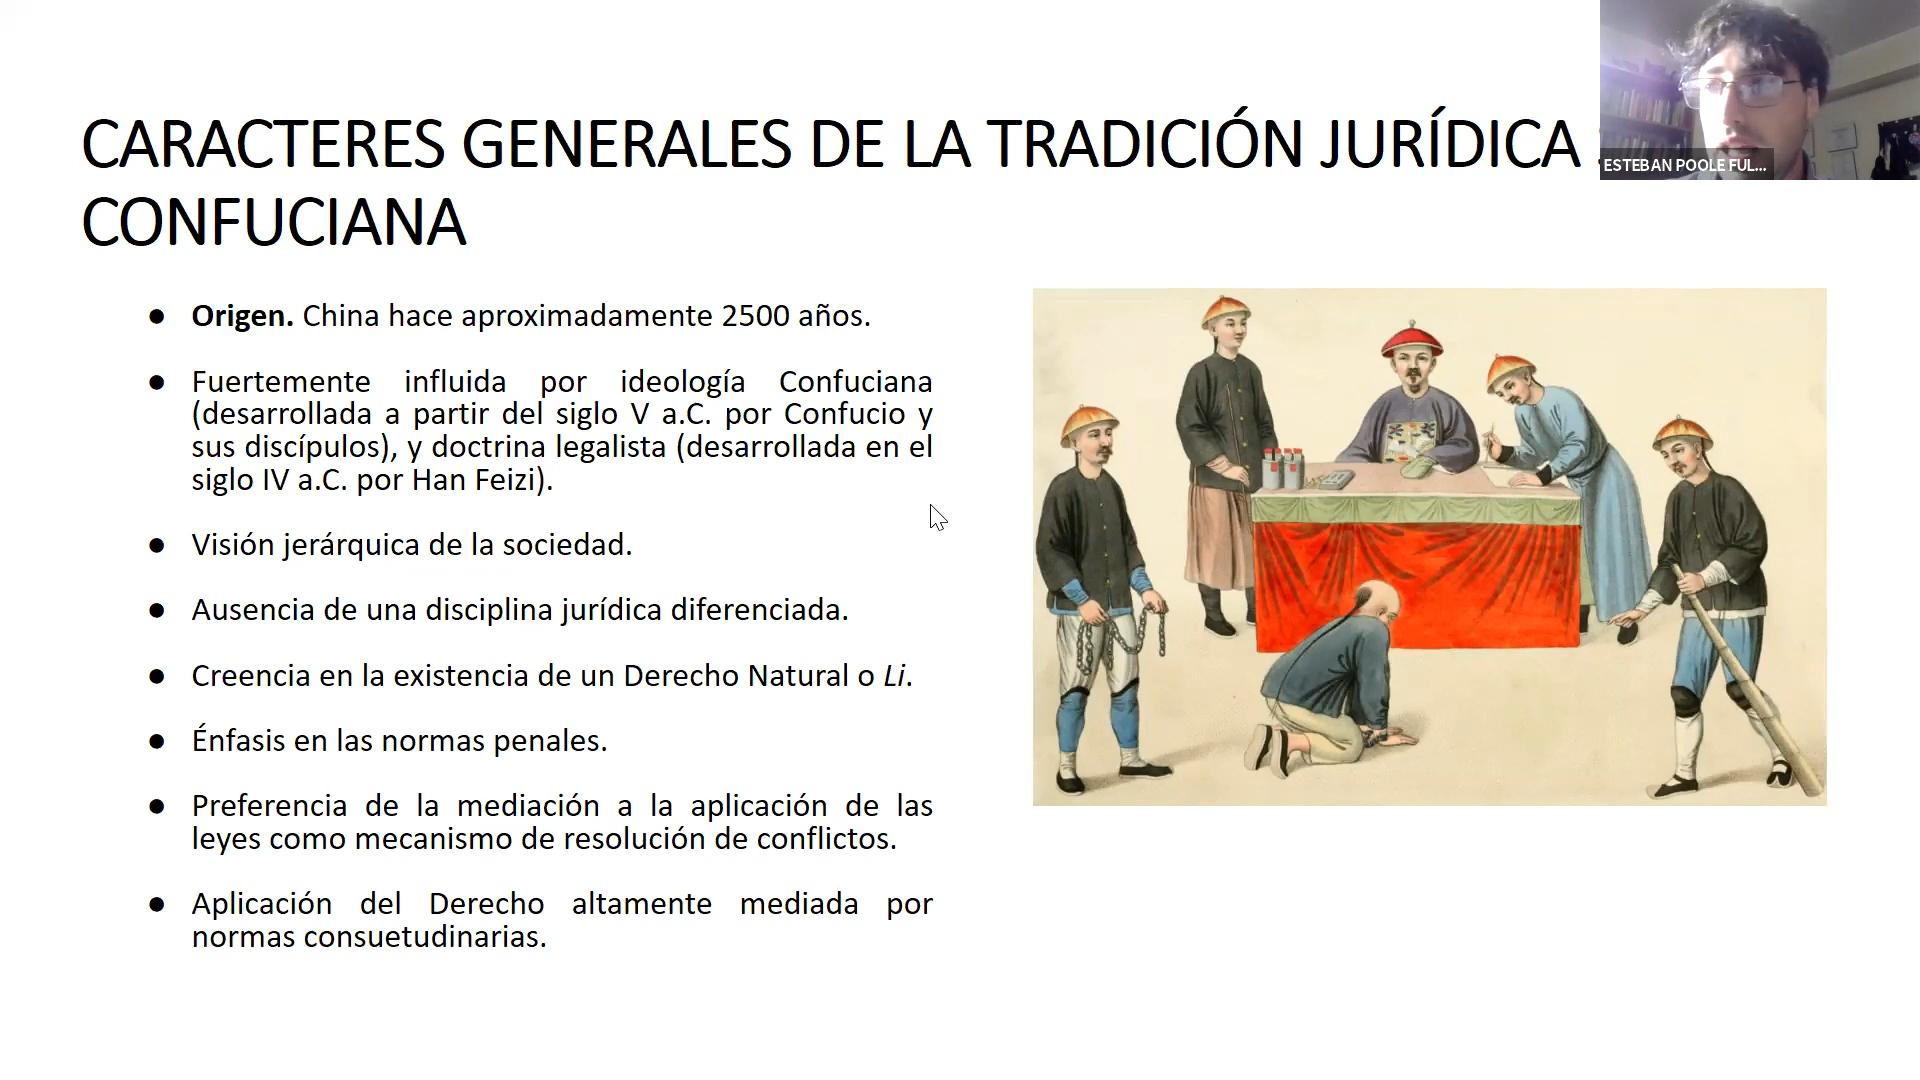 CARACTERES GENERALES DE LA TRADICIÓN JURÍDICA
CONFUCIANA
ESTEBAN POOLE FUL...
● Origen. China hace aproximadamente 2500 años.
● Fuertemente influida por ideología Confuciana
(desarrollada a partir del siglo V a.C. por Confucio y
sus discípulos), y doctrina legalista (desarrollada en el
siglo IV a.C. por Han Feizi).
● Visión jerárquica de la sociedad.
● Ausencia de una disciplina jurídica diferenciada.
● Creencia en la existencia de un Derecho Natural o Li.
● Énfasis en las normas penales.
● Preferencia de la mediación a la aplicación de las
leyes como mecanismo de resolución de conflictos.
● Aplicación del Derecho altamente mediada por
normas consuetudinarias.